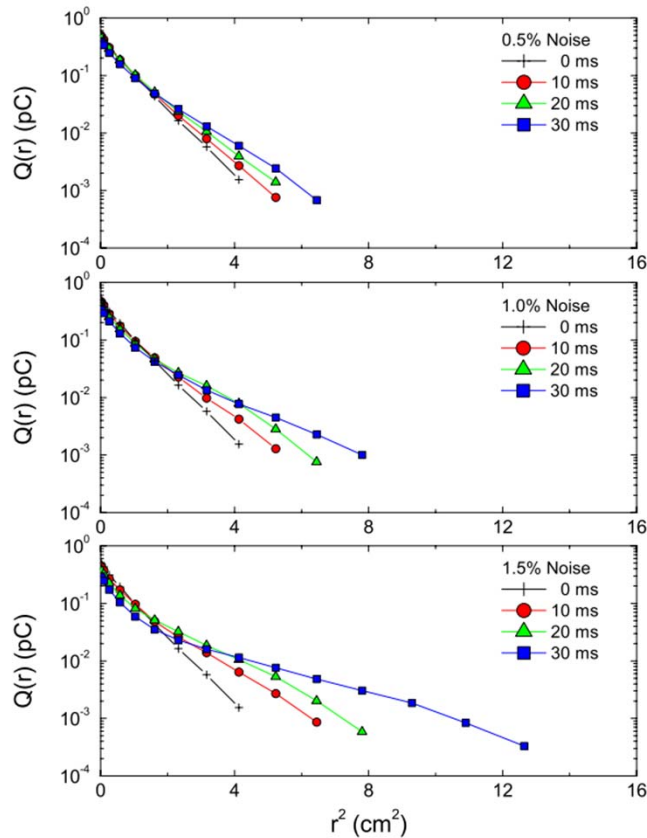 10⁰
10⁻¹
10⁻²
10⁻³
10⁻⁴
Q(r) (pC)
0.5% Noise
0 ms
10 ms
20 ms
30 ms
0 4 8 12 16
10⁰
10⁻¹
10⁻²
10⁻³
10⁻⁴
Q(r) (pC)
1.0% Noise
0 ms
10 ms
20 ms
30 ms
0 4 8 12 16
10⁰
10⁻¹
10⁻²
10⁻³
10⁻⁴
Q(r) (pC)
1.5% Noise
0 ms
10 ms
20 ms
30 ms
0 4 8 12 16
r² (cm²)